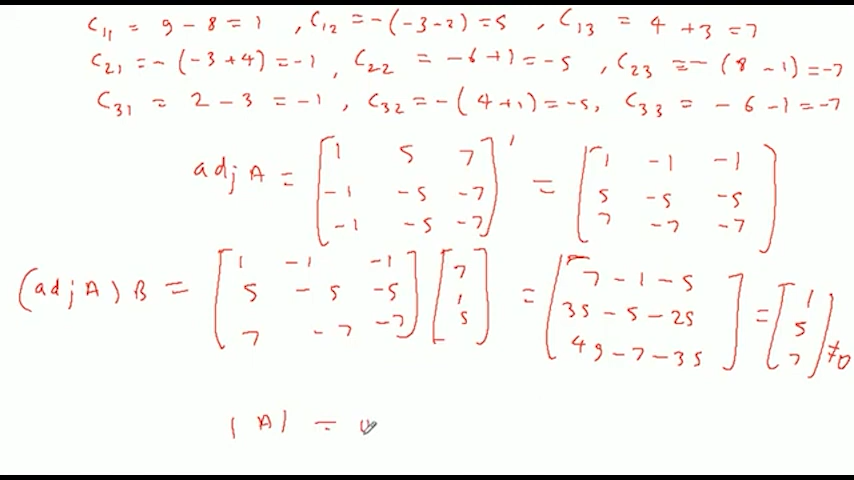 C₁₁ = 9 - 8 = 1 , C₁₂ = -(-3-2) = 5 , C₁₃ = 4 + 3 = 7
C₂₁ = - (-3+4) = -1 , C₂₂ = -6+1 = -5 , C₂₃ = - (8 - 1) = -7
C₃₁ = 2 - 3 = -1 , C₃₂ = - (4+1) = -5, C₃₃ = - 6 - 1 = -7
adj A = [1 5 7; -1 -5 -7; -1 -5 -7]' = [1 -1 -1; 5 -5 -5; 7 -7 -7]
(adj A) B = [1 -1 -1; 5 -5 -5; 7 -7 -7] [7; 1; 5] = [7 - 1 - 5; 35 - 5 - 25; 49 - 7 - 35] = [1; 5; 7] ≠ 0
|A| =